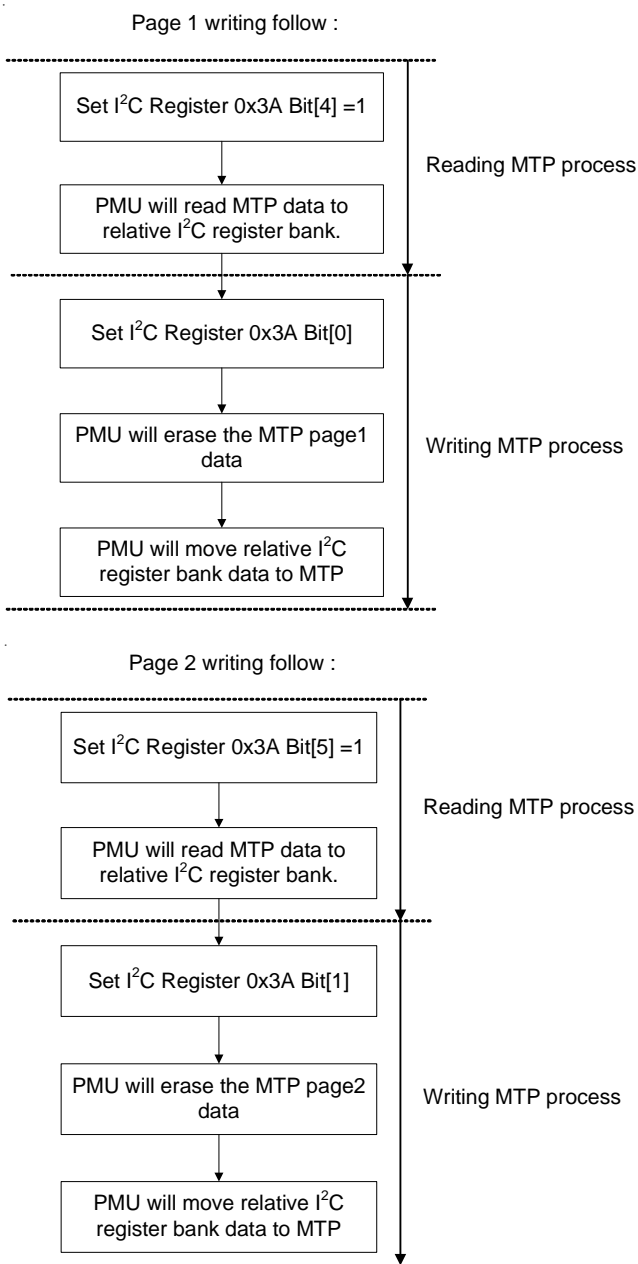 Page 1 writing follow :
Set I²C Register 0x3A Bit[4] =1
Reading MTP process
PMU will read MTP data to
relative I²C register bank.
Set I²C Register 0x3A Bit[0]
PMU will erase the MTP page1
data
Writing MTP process
PMU will move relative I²C
register bank data to MTP
Page 2 writing follow :
Set I²C Register 0x3A Bit[5] =1
Reading MTP process
PMU will read MTP data to
relative I²C register bank.
Set I²C Register 0x3A Bit[1]
PMU will erase the MTP page2
data
Writing MTP process
PMU will move relative I²C
register bank data to MTP